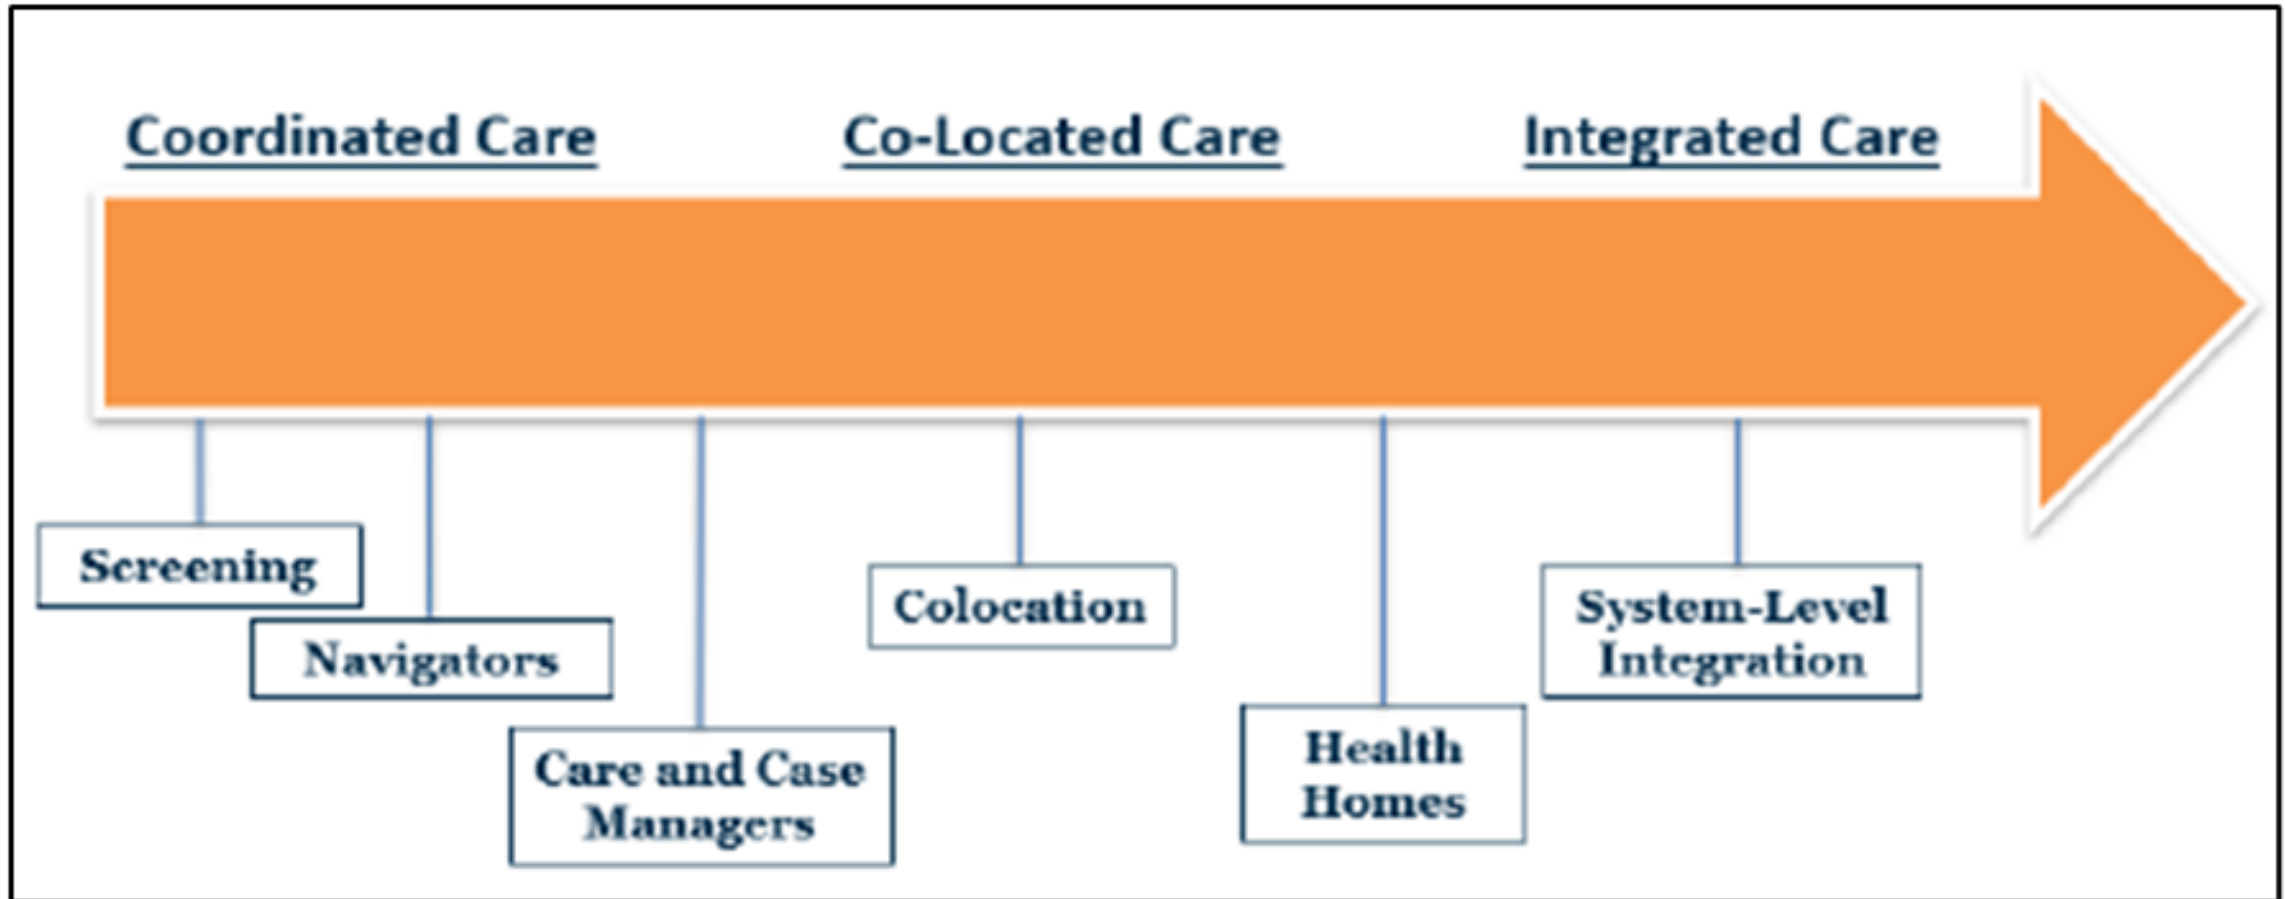 Coordinated Care
Co-Located Care
Integrated Care
Screening
Navigators
Care and Case
Managers
Colocation
Health
Homes
System-Level
Integration